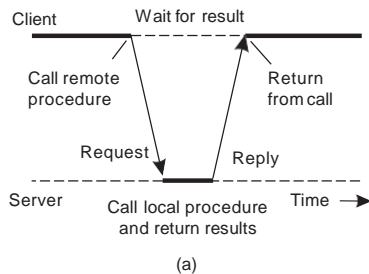 Client
Wait for result
Call remote
procedure
Return
from call
Request
Reply
Server
Call local procedure
and return results
Time
(a)